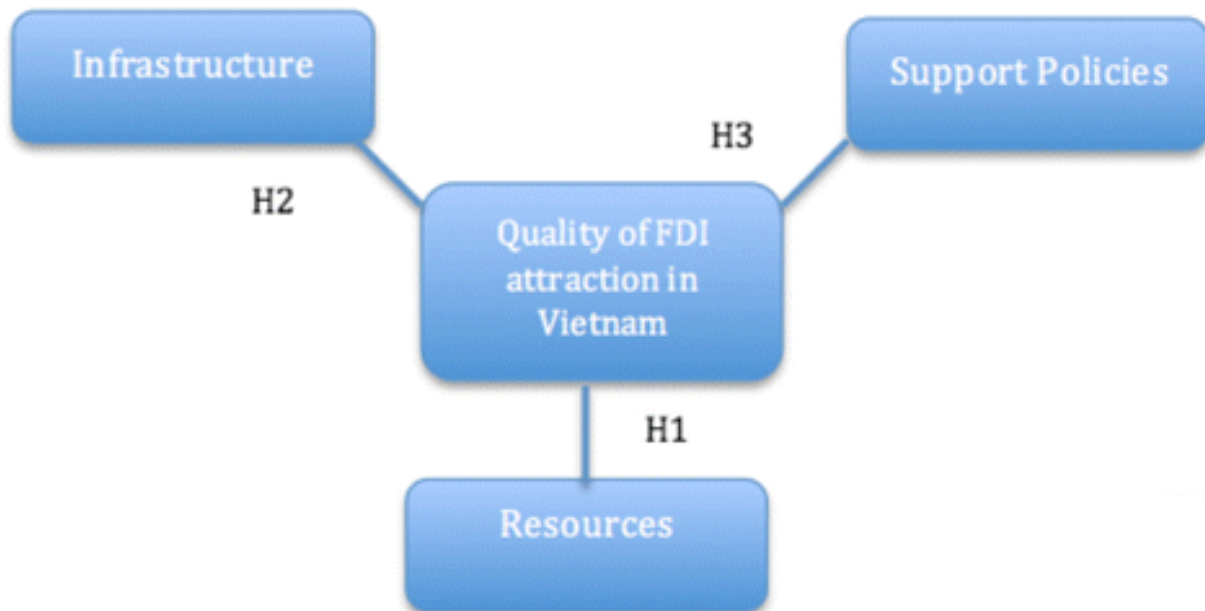 Infrastructure
Support Policies
H3
H2
Quality of FDI
attraction in
Vietnam
H1
Resources